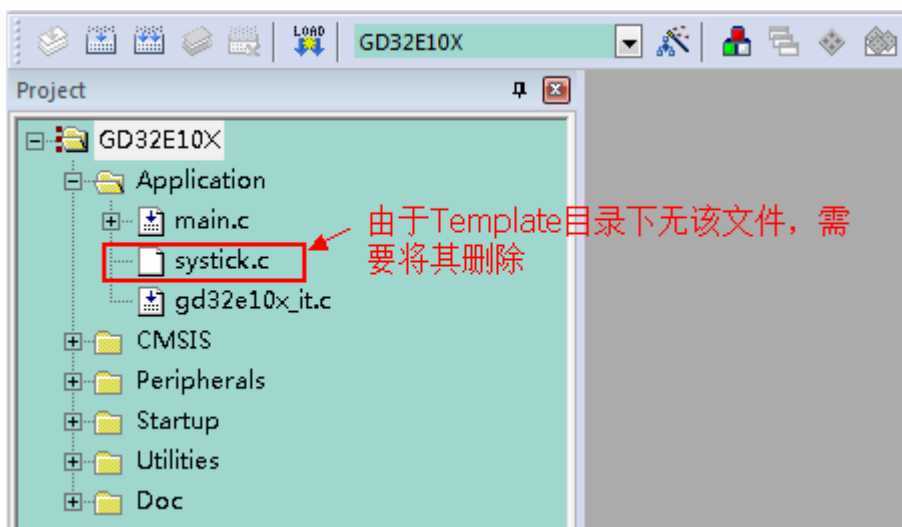 LOAD
GD32E10X
Project
GD32E10X
Application
main.c
由于Template目录下无该文件，需
systick.c
要将其删除
gd32e10x_it.c
CMSIS
Peripherals
Startup
Utilities
Doc